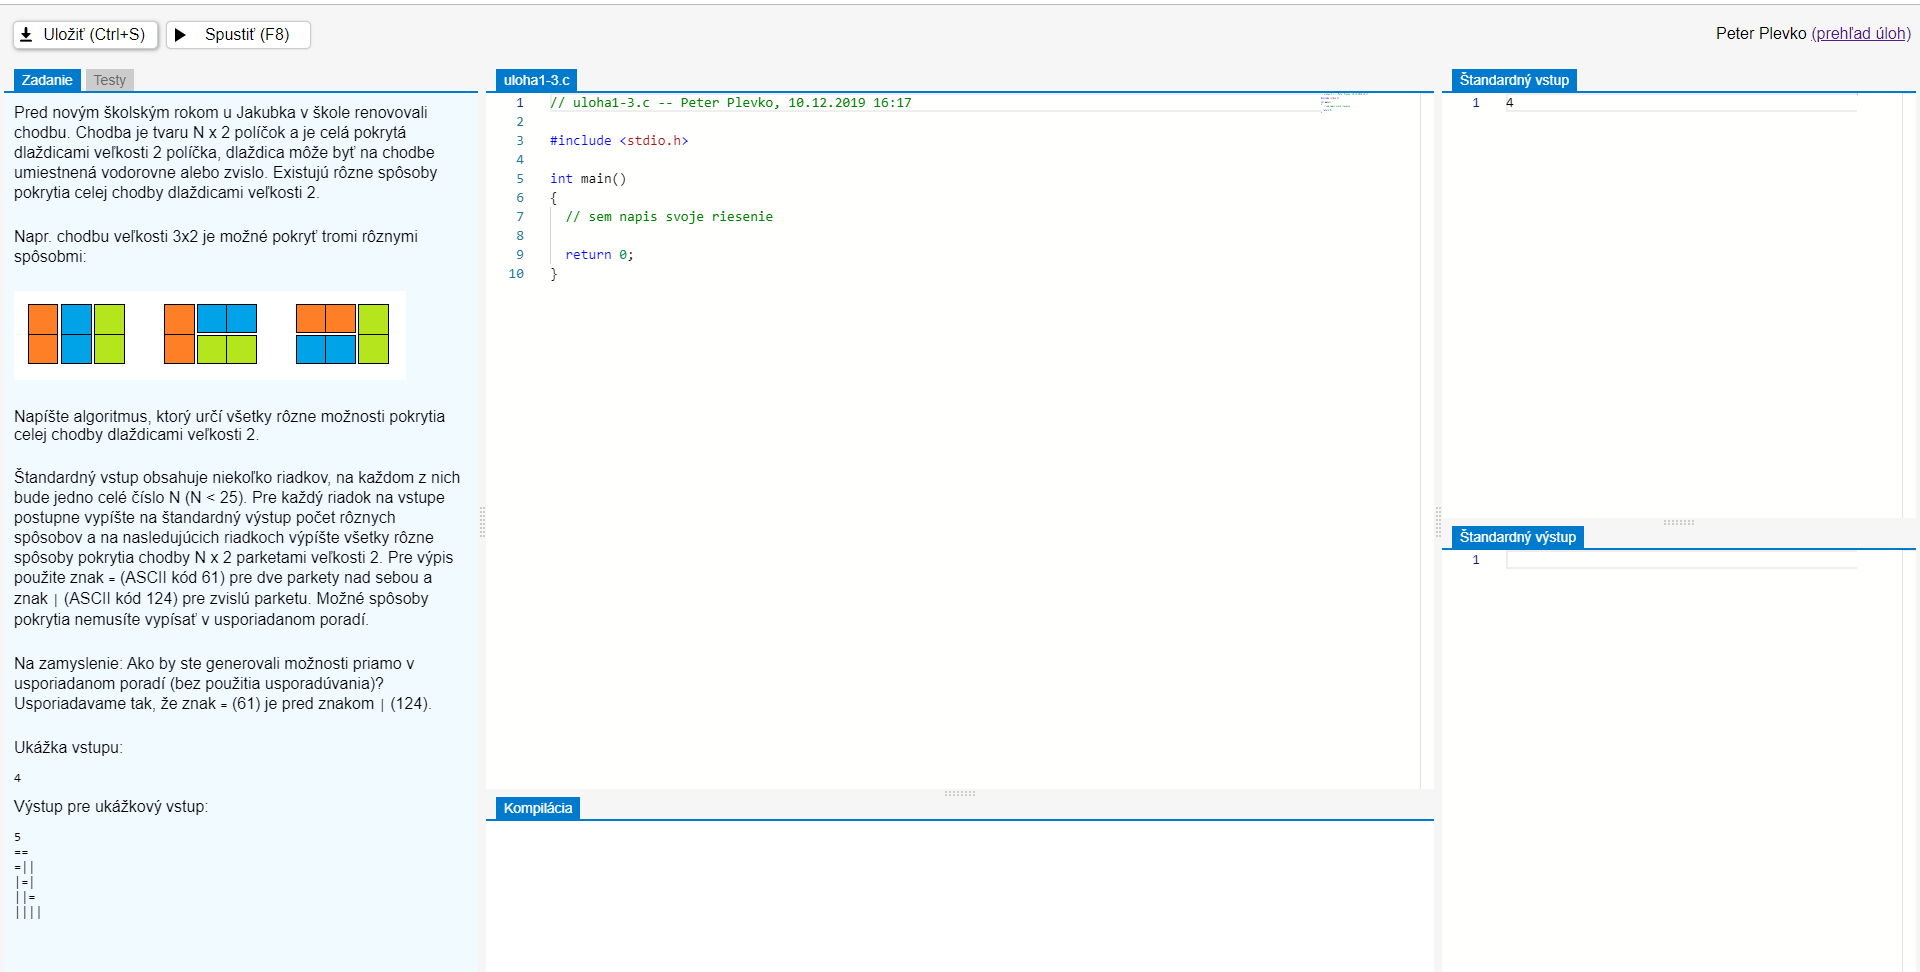 Uložiť (Ctrl+S)
Spustiť (F8)
Peter Plevko (prehľad úloh)
Zadanie
Testy
Pred novým školským rokom u Jakubka v škole renovovali
chodbu. Chodba je tvaru N x 2 políčok a je celá pokrytá
dlaždicami veľkosti 2 políčka, dlaždica môže byť na chodbe
umiestnená vodorovne alebo zvislo. Existujú rôzne spôsoby
pokrytia celej chodby dlaždicami veľkosti 2.
Napr. chodbu veľkosti 3x2 je možné pokryť tromi rôznymi
spôsobmi:
Napíšte algoritmus, ktorý určí všetky rôzne možnosti pokrytia
celej chodby dlaždicami veľkosti 2.
Štandardný vstup obsahuje niekoľko riadkov, na každom z nich
bude jedno celé číslo N (N < 25). Pre každý riadok na vstupe
postupne vypíšte na štandardný výstup počet rôznych
spôsobov a na nasledujúcich riadkoch výpíšte všetky rôzne
spôsoby pokrytia chodby N x 2 parketami veľkosti 2. Pre výpis
použite znak = (ASCII kód 61) pre dve parkety nad sebou a
znak | (ASCII kód 124) pre zvislú parketu. Možné spôsoby
pokrytia nemusíte vypísať v usporiadanom poradí.
Na zamyslenie: Ako by ste generovali možnosti priamo v
usporiadanom poradí (bez použitia usporadúvania)?
Usporiadavame tak, že znak = (61) je pred znakom | (124).
Ukážka vstupu:
4
Výstup pre ukážkový vstup:
5
==
=||
|=|
||=
||||
uloha1-3.c
1 // uloha1-3.c -- Peter Plevko, 10.12.2019 16:17
2
3 #include <stdio.h>
4
5 int main()
6 {
7 // sem napis svoje riesenie
8
9 return 0;
10 }
Kompilácia
Štandardný vstup
1 4
Štandardný výstup
1